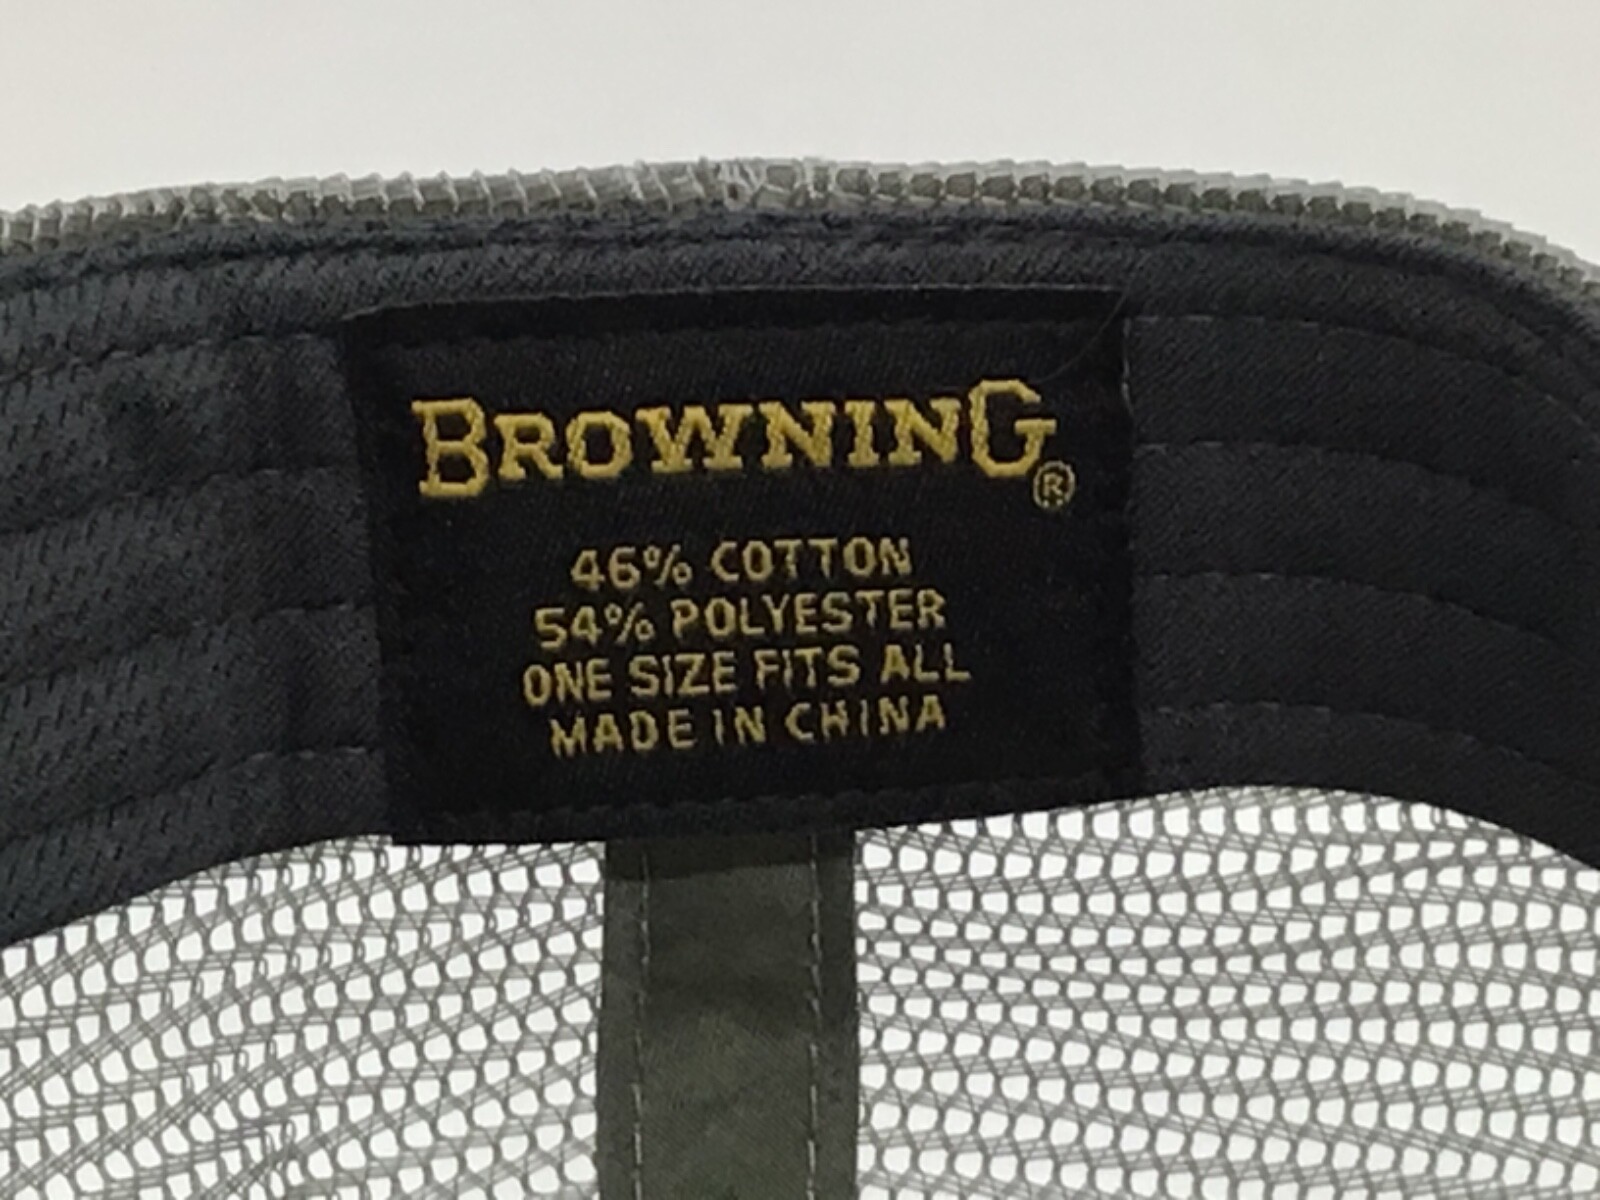 BROWNING®
46% COTTON
54% POLYESTER
ONE SIZE FITS ALL
MADE IN CHINA